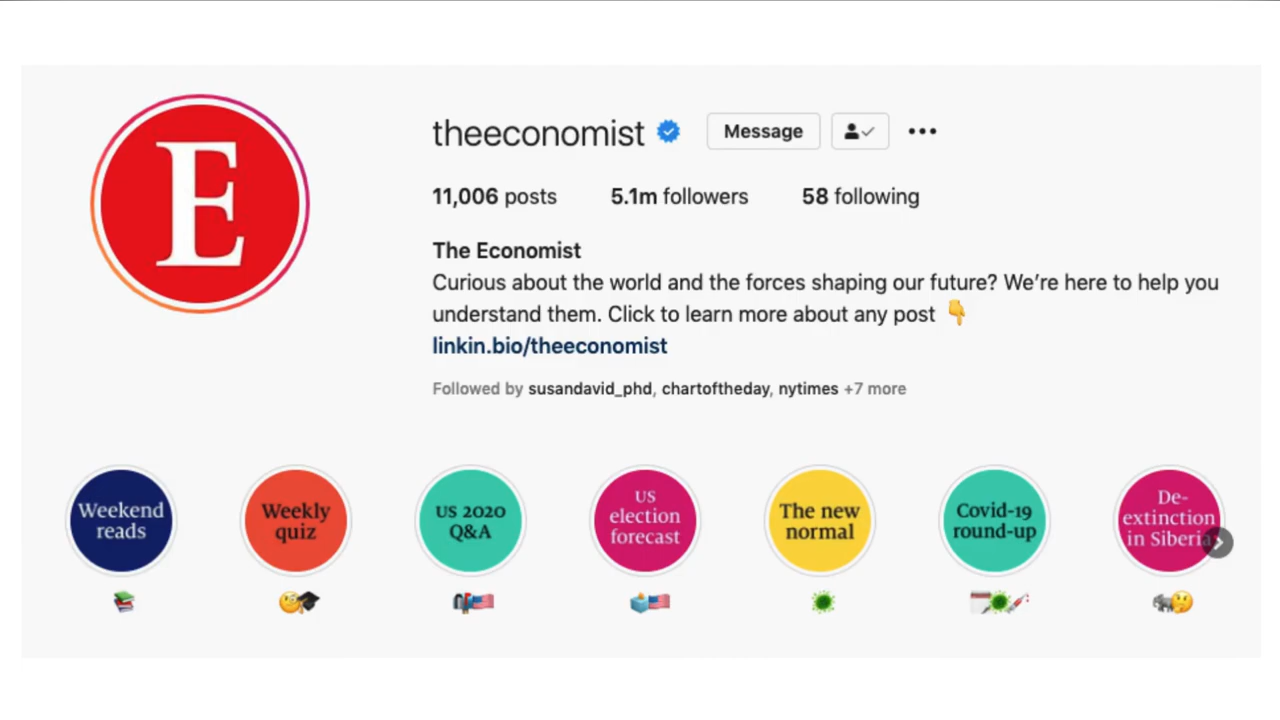 E
theeconomist
Message
11,006 posts 5.1m followers 58 following
The Economist
Curious about the world and the forces shaping our future? We’re here to help you
understand them. Click to learn more about any post 👇
linkin.bio/theeconomist
Followed by susandavid_phd, chartoftheday, nytimes +7 more
Weekend
reads
Weekly
quiz
US 2020
Q&A
US
election
forecast
The new
normal
Covid-19
round-up
De-
extinction
in Siberia